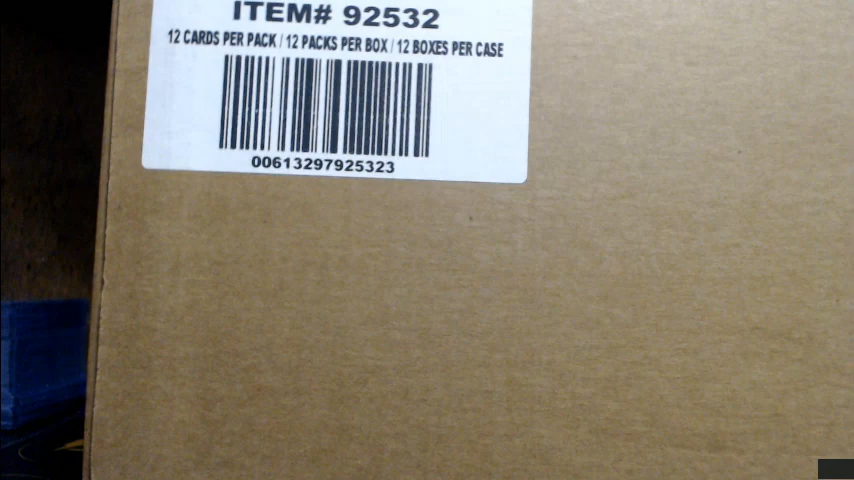 ITEM# 92532
12 CARDS PER PACK / 12 PACKS PER BOX / 12 BOXES PER CASE
00613297925323